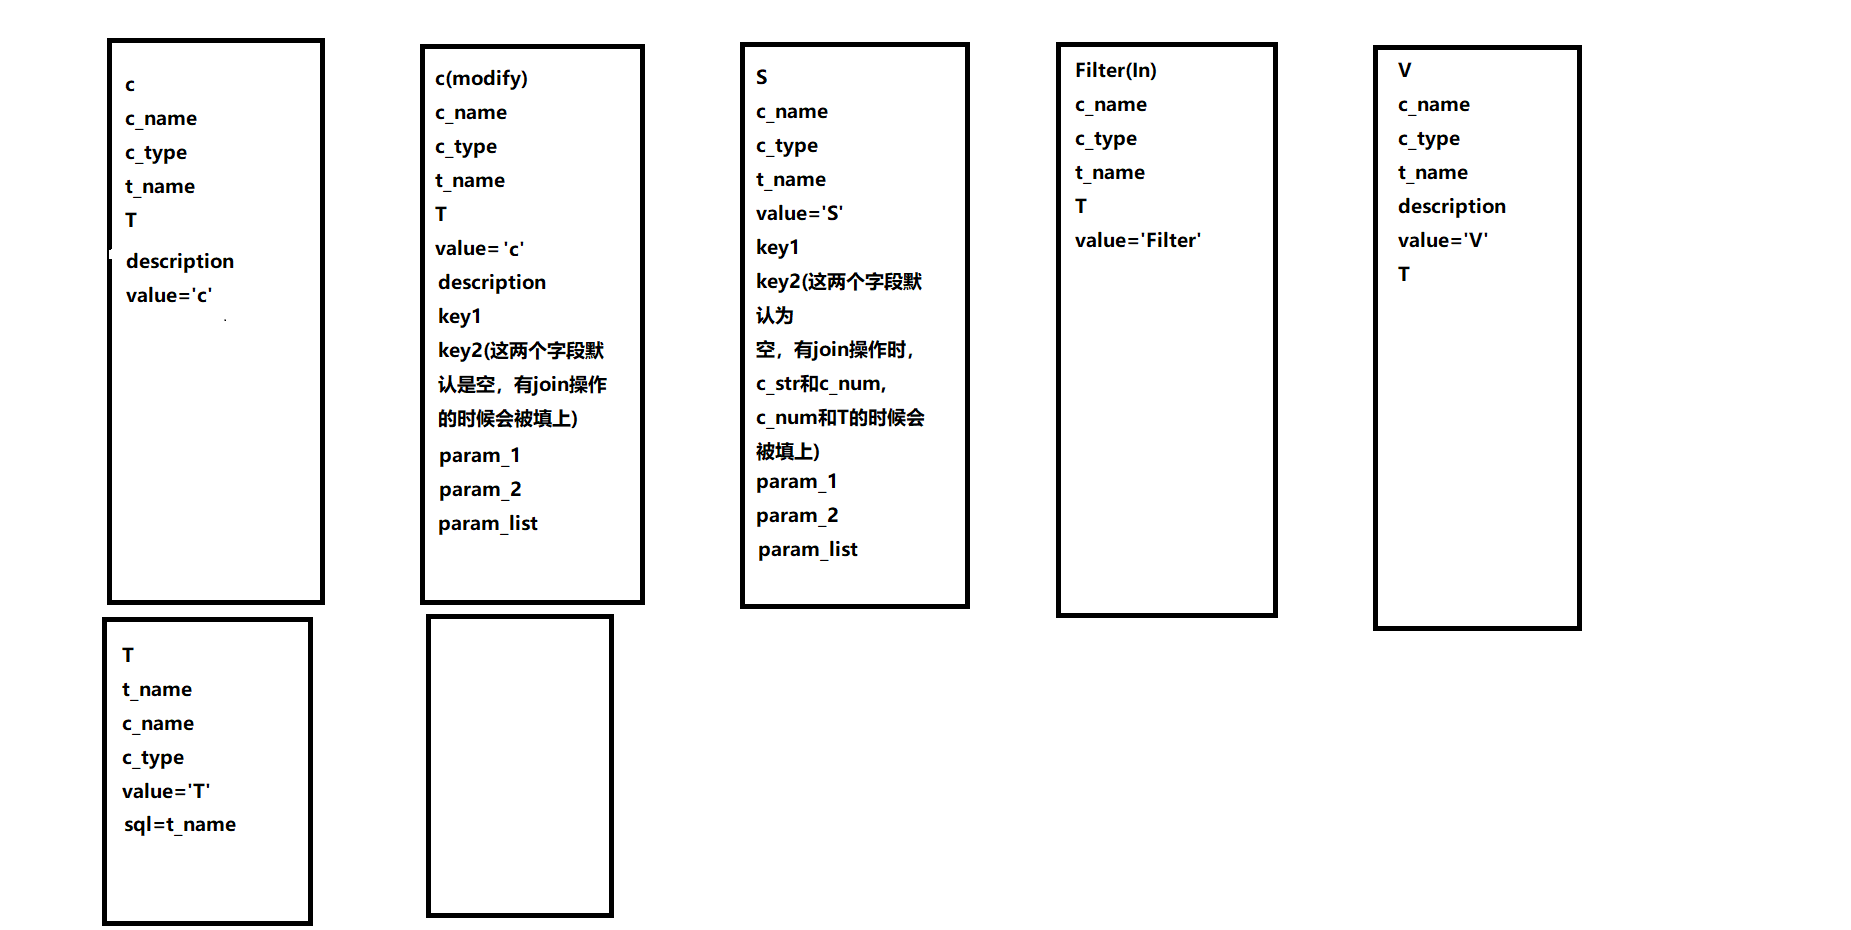 c
c_name
c_type
t_name
T
description
value='c'
c(modify)
c_name
c_type
t_name
T
value= 'c'
description
key1
key2(这两个字段默
认是空，有join操作
的时候会被填上)
param_1
param_2
param_list
S
c_name
c_type
t_name
value='S'
key1
key2(这两个字段默
认为
空，有join操作时，
c_str和c_num,
c_num和T的时候会
被填上)
param_1
param_2
param_list
Filter(In)
c_name
c_type
t_name
T
value='Filter'
V
c_name
c_type
t_name
description
value='V'
T
T
t_name
c_name
c_type
value='T'
sql=t_name